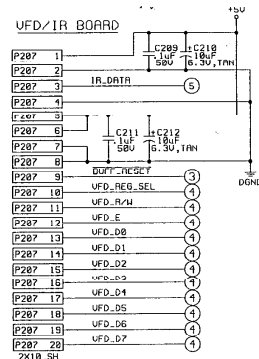 +5V
VFD/IR BOARD
P207 1
C209 .1uF 50V
+ C210 10uF 6.3V,TAN
P207 2
P207 3 IR_DATA 5
P207 4
P207 5
P207 6
C211 .1uF 50V
+ C212 10uF 6.3V,TAN
P207 7
P207 8
DGND
P207 9 3
P207 10 VFD_REG_SEL 4
P207 11 VFD_R/W 4
P207 12 VFD_E 4
P207 13 VFD_D0 4
P207 14 VFD_D1 4
P207 15 VFD_D2 4
P207 16 VFD_D3 4
P207 17 VFD_D4 4
P207 18 VFD_D5 4
P207 19 VFD_D6 4
P207 20 VFD_D7 4
2X10 SH